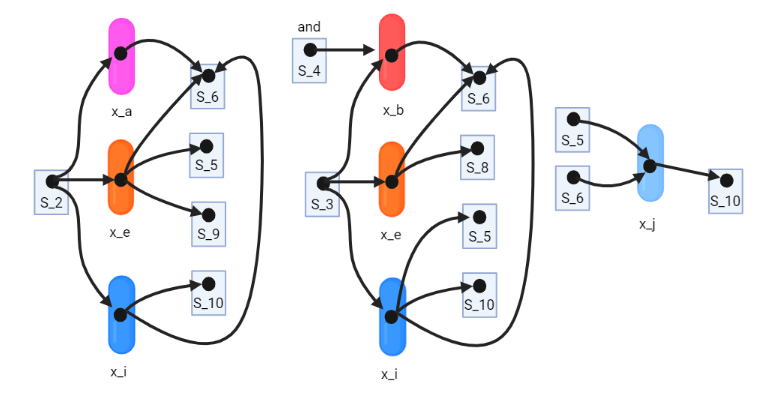 x_a
S_6
S_5
S_2
x_e
S_9
S_10
x_i
and
S_4
x_b
S_6
S_8
S_3
x_e
S_5
S_10
x_i
S_5
S_6
x_j
S_10